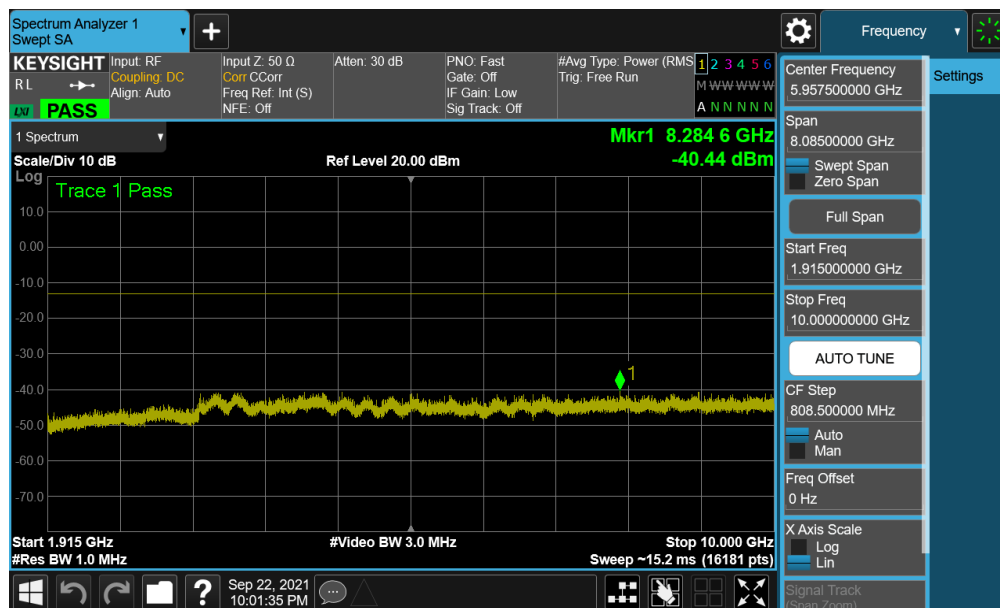 Spectrum Analyzer 1
Swept SA
+
Frequency
KEYSIGHT
RL
LXI PASS
Input: RF
Coupling: DC
Align: Auto
Input Z: 50 Ω
Corr CCorr
Freq Ref: Int (S)
NFE: Off
Atten: 30 dB
PNO: Fast
Gate: Off
IF Gain: Low
Sig Track: Off
#Avg Type: Power (RMS
Trig: Free Run
1 2 3 4 5 6
M W W W W W
A N N N N N
1 Spectrum
Scale/Div 10 dB
Ref Level 20.00 dBm
Mkr1 8.284 6 GHz
-40.44 dBm
Log
Trace 1 Pass
10.0
0.00
-10.0
-20.0
-30.0
-40.0
-50.0
-60.0
-70.0
1
Start 1.915 GHz
#Video BW 3.0 MHz
Stop 10.000 GHz
#Res BW 1.0 MHz
Sweep ~15.2 ms (16181 pts)
Center Frequency
5.957500000 GHz
Settings
Span
8.08500000 GHz
Swept Span
Zero Span
Full Span
Start Freq
1.915000000 GHz
Stop Freq
10.000000000 GHz
AUTO TUNE
CF Step
808.500000 MHz
Auto
Man
Freq Offset
0 Hz
X Axis Scale
Log
Lin
Signal Track
(Span Zoom)
?
Sep 22, 2021
10:01:35 PM